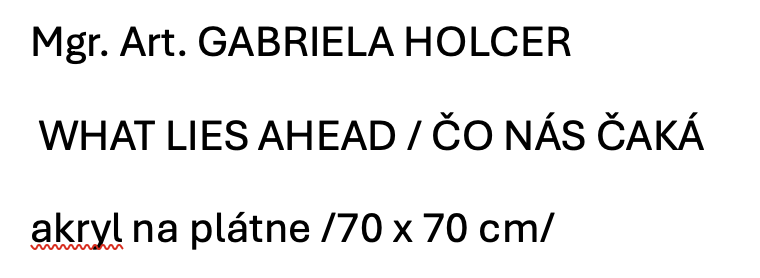 Mgr. Art. GABRIELA HOLCER
WHAT LIES AHEAD / ČO NÁS ČAKÁ
akryl na plátne /70 x 70 cm/